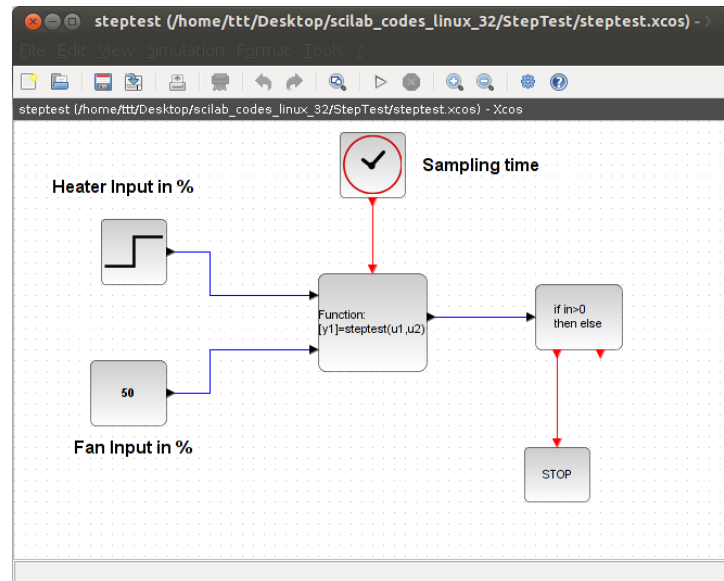 steptest (/home/ttt/Desktop/scilab_codes_linux_32/StepTest/steptest.xcos) - X
File Edit View Simulation Format Tools ?
steptest (/home/ttt/Desktop/scilab_codes_linux_32/StepTest/steptest.xcos) - Xcos
Sampling time
Heater Input in %
Function:
[y1]=steptest(u1,u2)
if in>0
then else
50
Fan Input in %
STOP